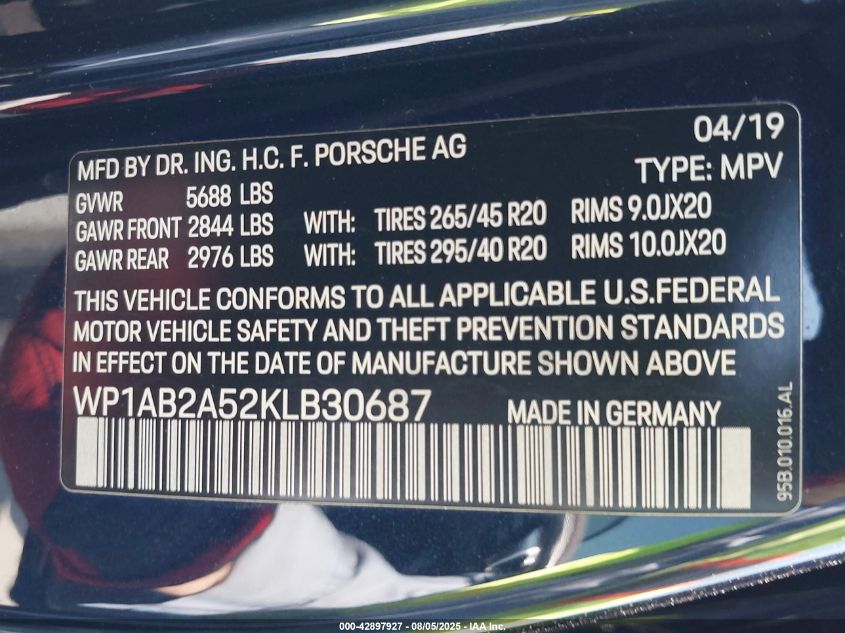 04/19
MFD BY DR. ING. H.C. F. PORSCHE AG
TYPE: MPV
GVWR 5688 LBS
GAWR FRONT 2844 LBS WITH: TIRES 265/45 R20 RIMS 9.0JX20
GAWR REAR 2976 LBS WITH: TIRES 295/40 R20 RIMS 10.0JX20
THIS VEHICLE CONFORMS TO ALL APPLICABLE U.S.FEDERAL
MOTOR VEHICLE SAFETY AND THEFT PREVENTION STANDARDS
IN EFFECT ON THE DATE OF MANUFACTURE SHOWN ABOVE
WP1AB2A52KLB30687 MADE IN GERMANY
95B.010.016.AL
000-42897927 - 08/05/2025 - IAA Inc.